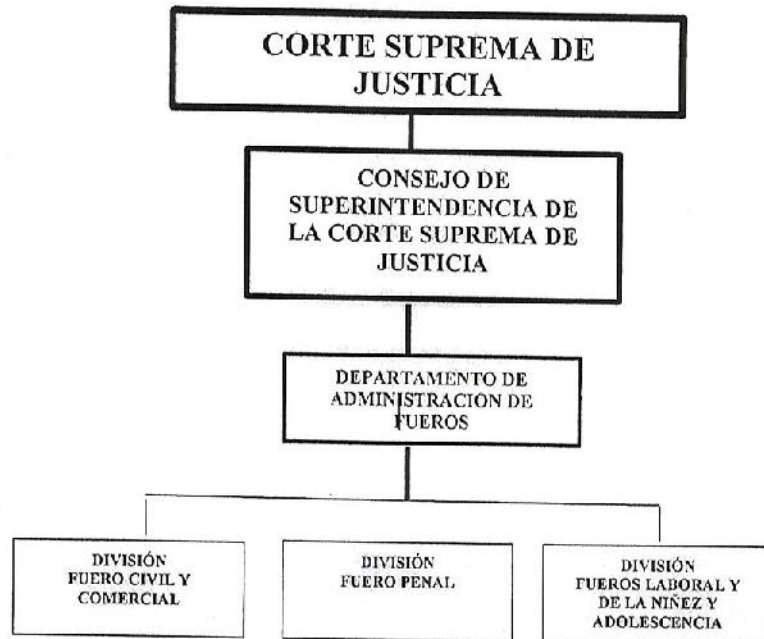 CORTE SUPREMA DE
JUSTICIA
CONSEJO DE
SUPERINTENDENCIA DE
LA CORTE SUPREMA DE
JUSTICIA
DEPARTAMENTO DE
ADMINISTRACION DE
FUEROS
DIVISIÓN
FUERO CIVIL Y
COMERCIAL
DIVISIÓN
FUERO PENAL
DIVISIÓN
FUEROS LABORAL Y
DE LA NIÑEZ Y
ADOLESCENCIA